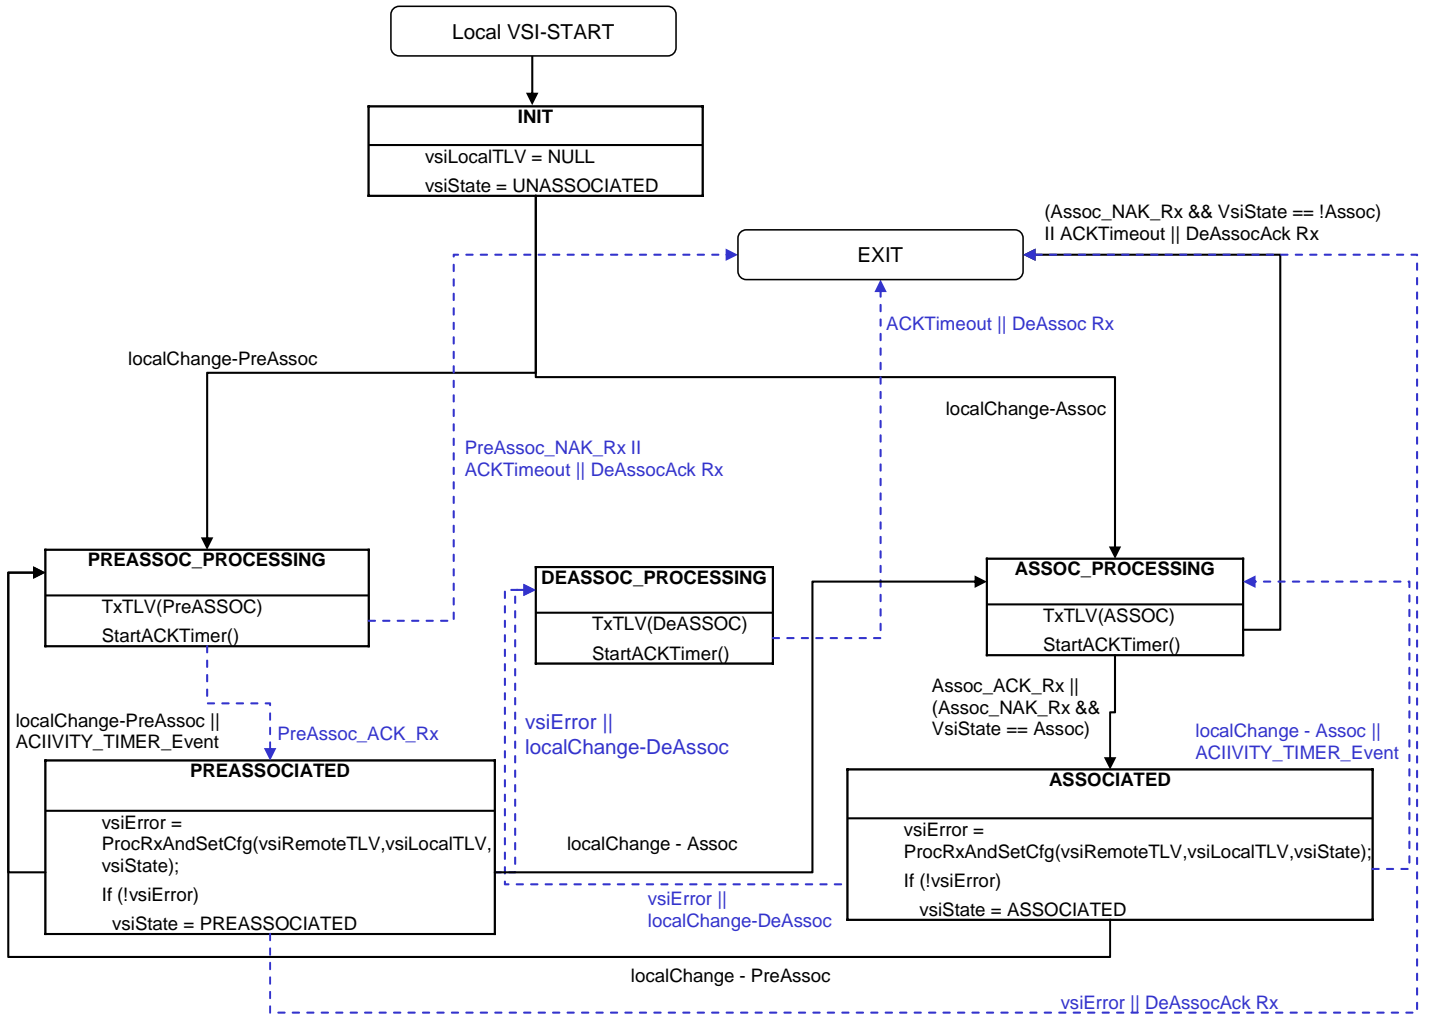 Local VSI-START
INIT
vsiLocalTLV = NULL
vsiState = UNASSOCIATED
(Assoc_NAK_Rx && VsiState == !Assoc)
II ACKTimeout || DeAssocAck Rx
EXIT
ACKTimeout || DeAssoc Rx
localChange-PreAssoc
localChange-Assoc
PreAssoc_NAK_Rx II
ACKTimeout || DeAssocAck Rx
PREASSOC_PROCESSING
TxTLV(PreASSOC)
StartACKTimer()
DEASSOC_PROCESSING
TxTLV(DeASSOC)
StartACKTimer()
ASSOC_PROCESSING
TxTLV(ASSOC)
StartACKTimer()
localChange-PreAssoc ||
ACIIVITY_TIMER_Event
PreAssoc_ACK_Rx
vsiError ||
localChange-DeAssoc
Assoc_ACK_Rx ||
(Assoc_NAK_Rx &&
VsiState == Assoc)
localChange - Assoc ||
ACIIVITY_TIMER_Event
PREASSOCIATED
vsiError =
ProcRxAndSetCfg(vsiRemoteTLV,vsiLocalTLV,
vsiState);
If (!vsiError)
vsiState = PREASSOCIATED
localChange - Assoc
vsiError ||
localChange-DeAssoc
ASSOCIATED
vsiError =
ProcRxAndSetCfg(vsiRemoteTLV,vsiLocalTLV,vsiState);
If (!vsiError)
vsiState = ASSOCIATED
localChange - PreAssoc
vsiError || DeAssocAck Rx